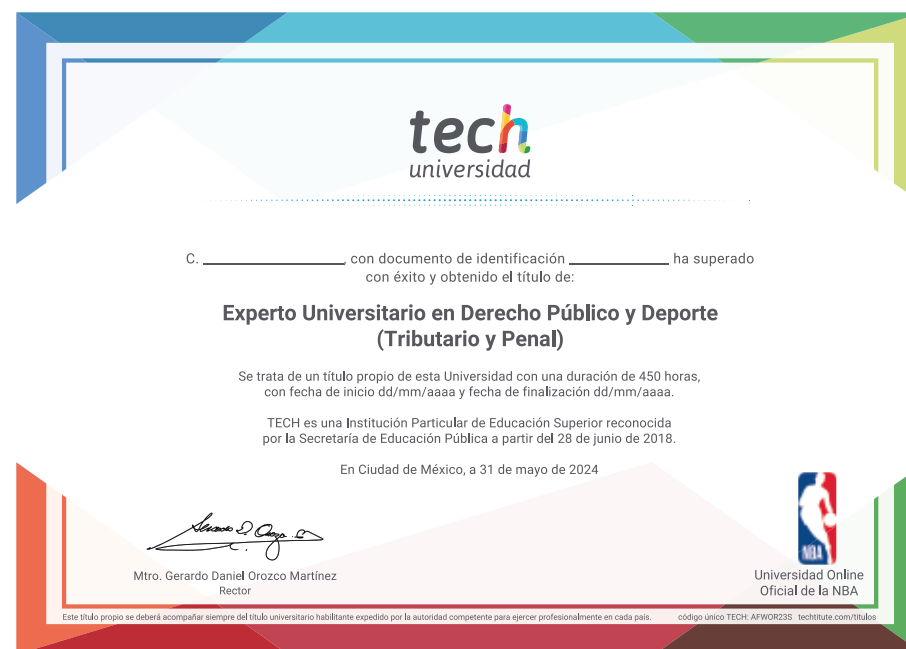 tech
universidad
C. ____________________, con documento de identificación ______________ ha superado
con éxito y obtenido el título de:
Experto Universitario en Derecho Público y Deporte
(Tributario y Penal)
Se trata de un título propio de esta Universidad con una duración de 450 horas,
con fecha de inicio dd/mm/aaaa y fecha de finalización dd/mm/aaaa.
TECH es una Institución Particular de Educación Superior reconocida
por la Secretaría de Educación Pública a partir del 28 de junio de 2018.
En Ciudad de México, a 31 de mayo de 2024
NBA
Mtro. Gerardo Daniel Orozco Martínez
Rector
Universidad Online
Oficial de la NBA
Este título propio se deberá acompañar siempre del título universitario habilitante expedido por la autoridad competente para ejercer profesionalmente en cada país.
código único TECH: AFWOR23S techtitute.com/titulos